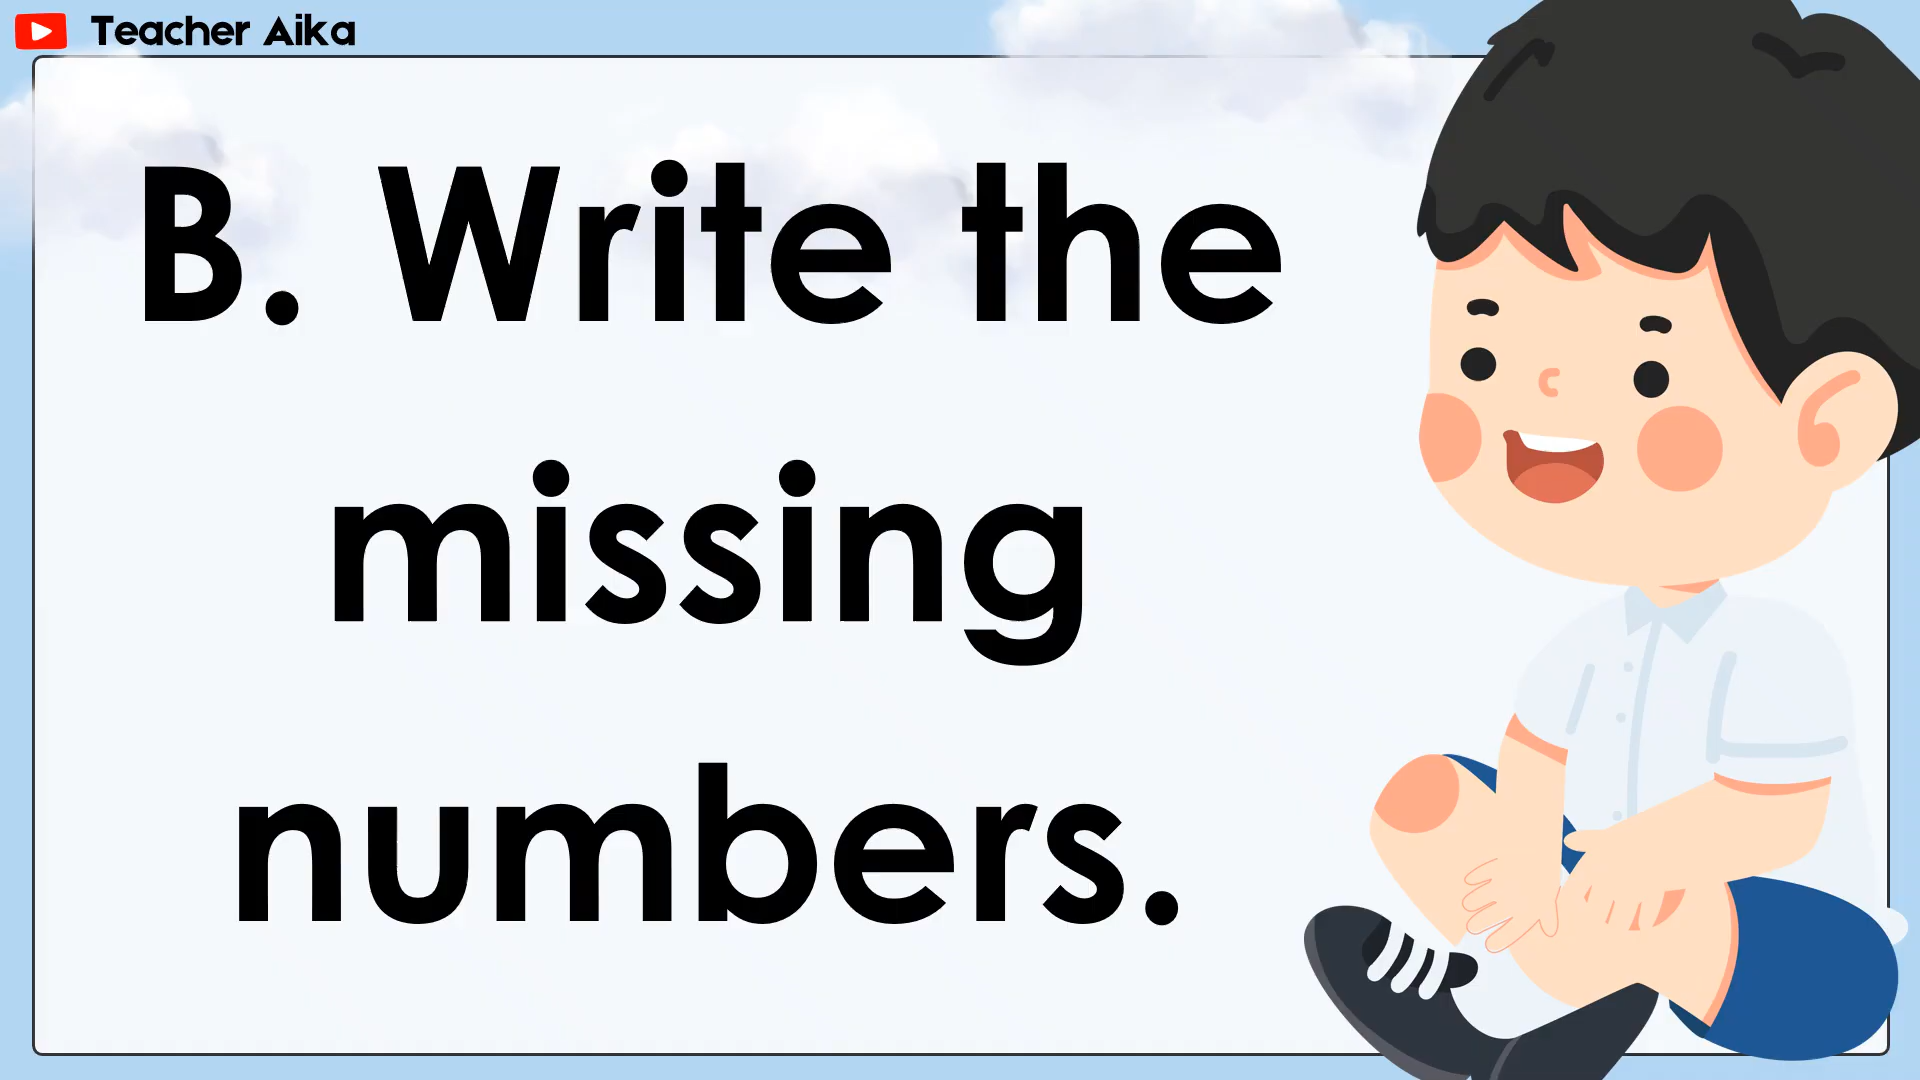 Teacher Aika
B. Write the
missing
numbers.